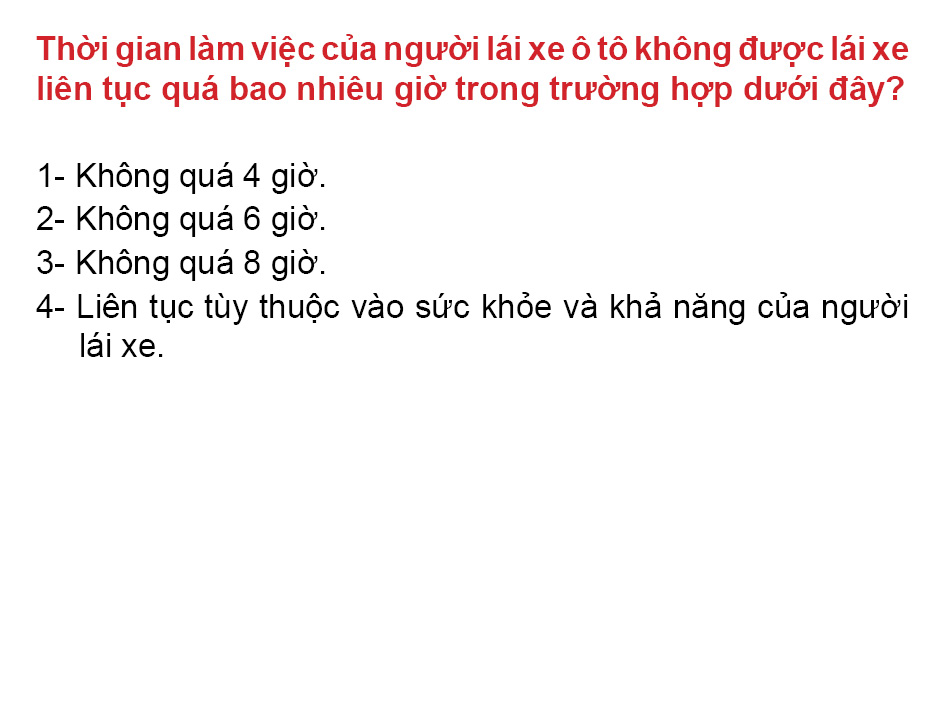 Thời gian làm việc của người lái xe ô tô không được lái xe
liên tục quá bao nhiêu giờ trong trường hợp dưới đây?
1- Không quá 4 giờ.
2- Không quá 6 giờ.
3- Không quá 8 giờ.
4- Liên tục tùy thuộc vào sức khỏe và khả năng của người
lái xe.